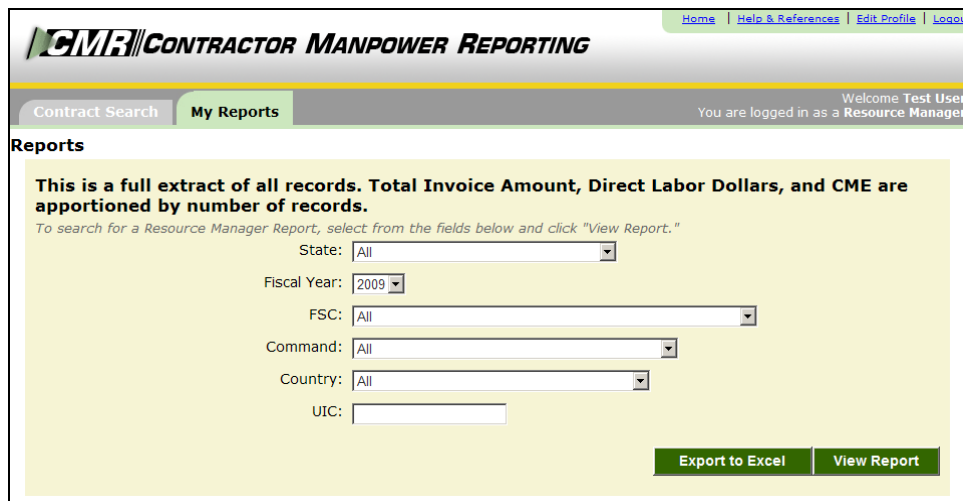 Home | Help & References | Edit Profile |
CMR CONTRACTOR MANPOWER REPORTING
Contract Search
My Reports
Welcome Test User
You are logged in as a Resource Manager
Reports
This is a full extract of all records. Total Invoice Amount, Direct Labor Dollars, and CME are
apportioned by number of records.
To search for a Resource Manager Report, select from the fields below and click "View Report."
State: All
Fiscal Year: 2009
FSC: All
Command: All
Country: All
UIC:
Export to Excel
View Report